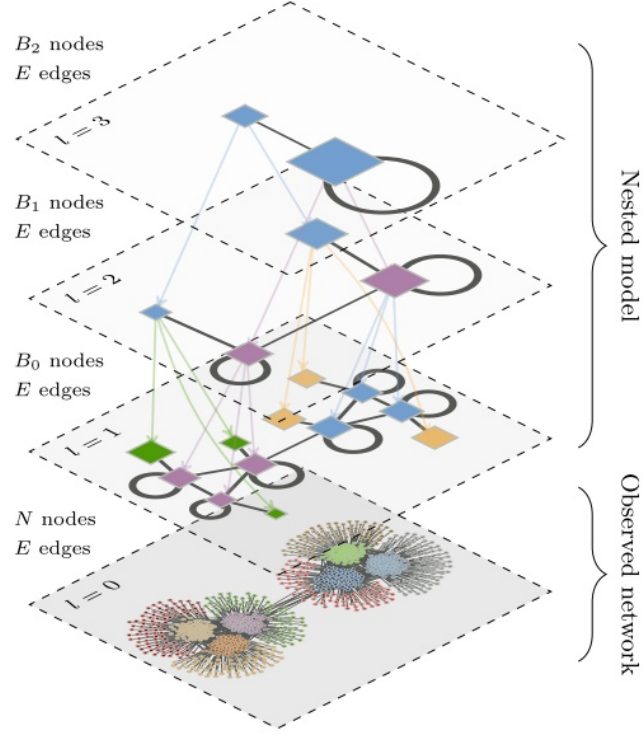 B₂ nodes
E edges
l = 3
B₁ nodes
E edges
l = 2
Nested model
B₀ nodes
E edges
l = 1
N nodes
E edges
l = 0
Observed network